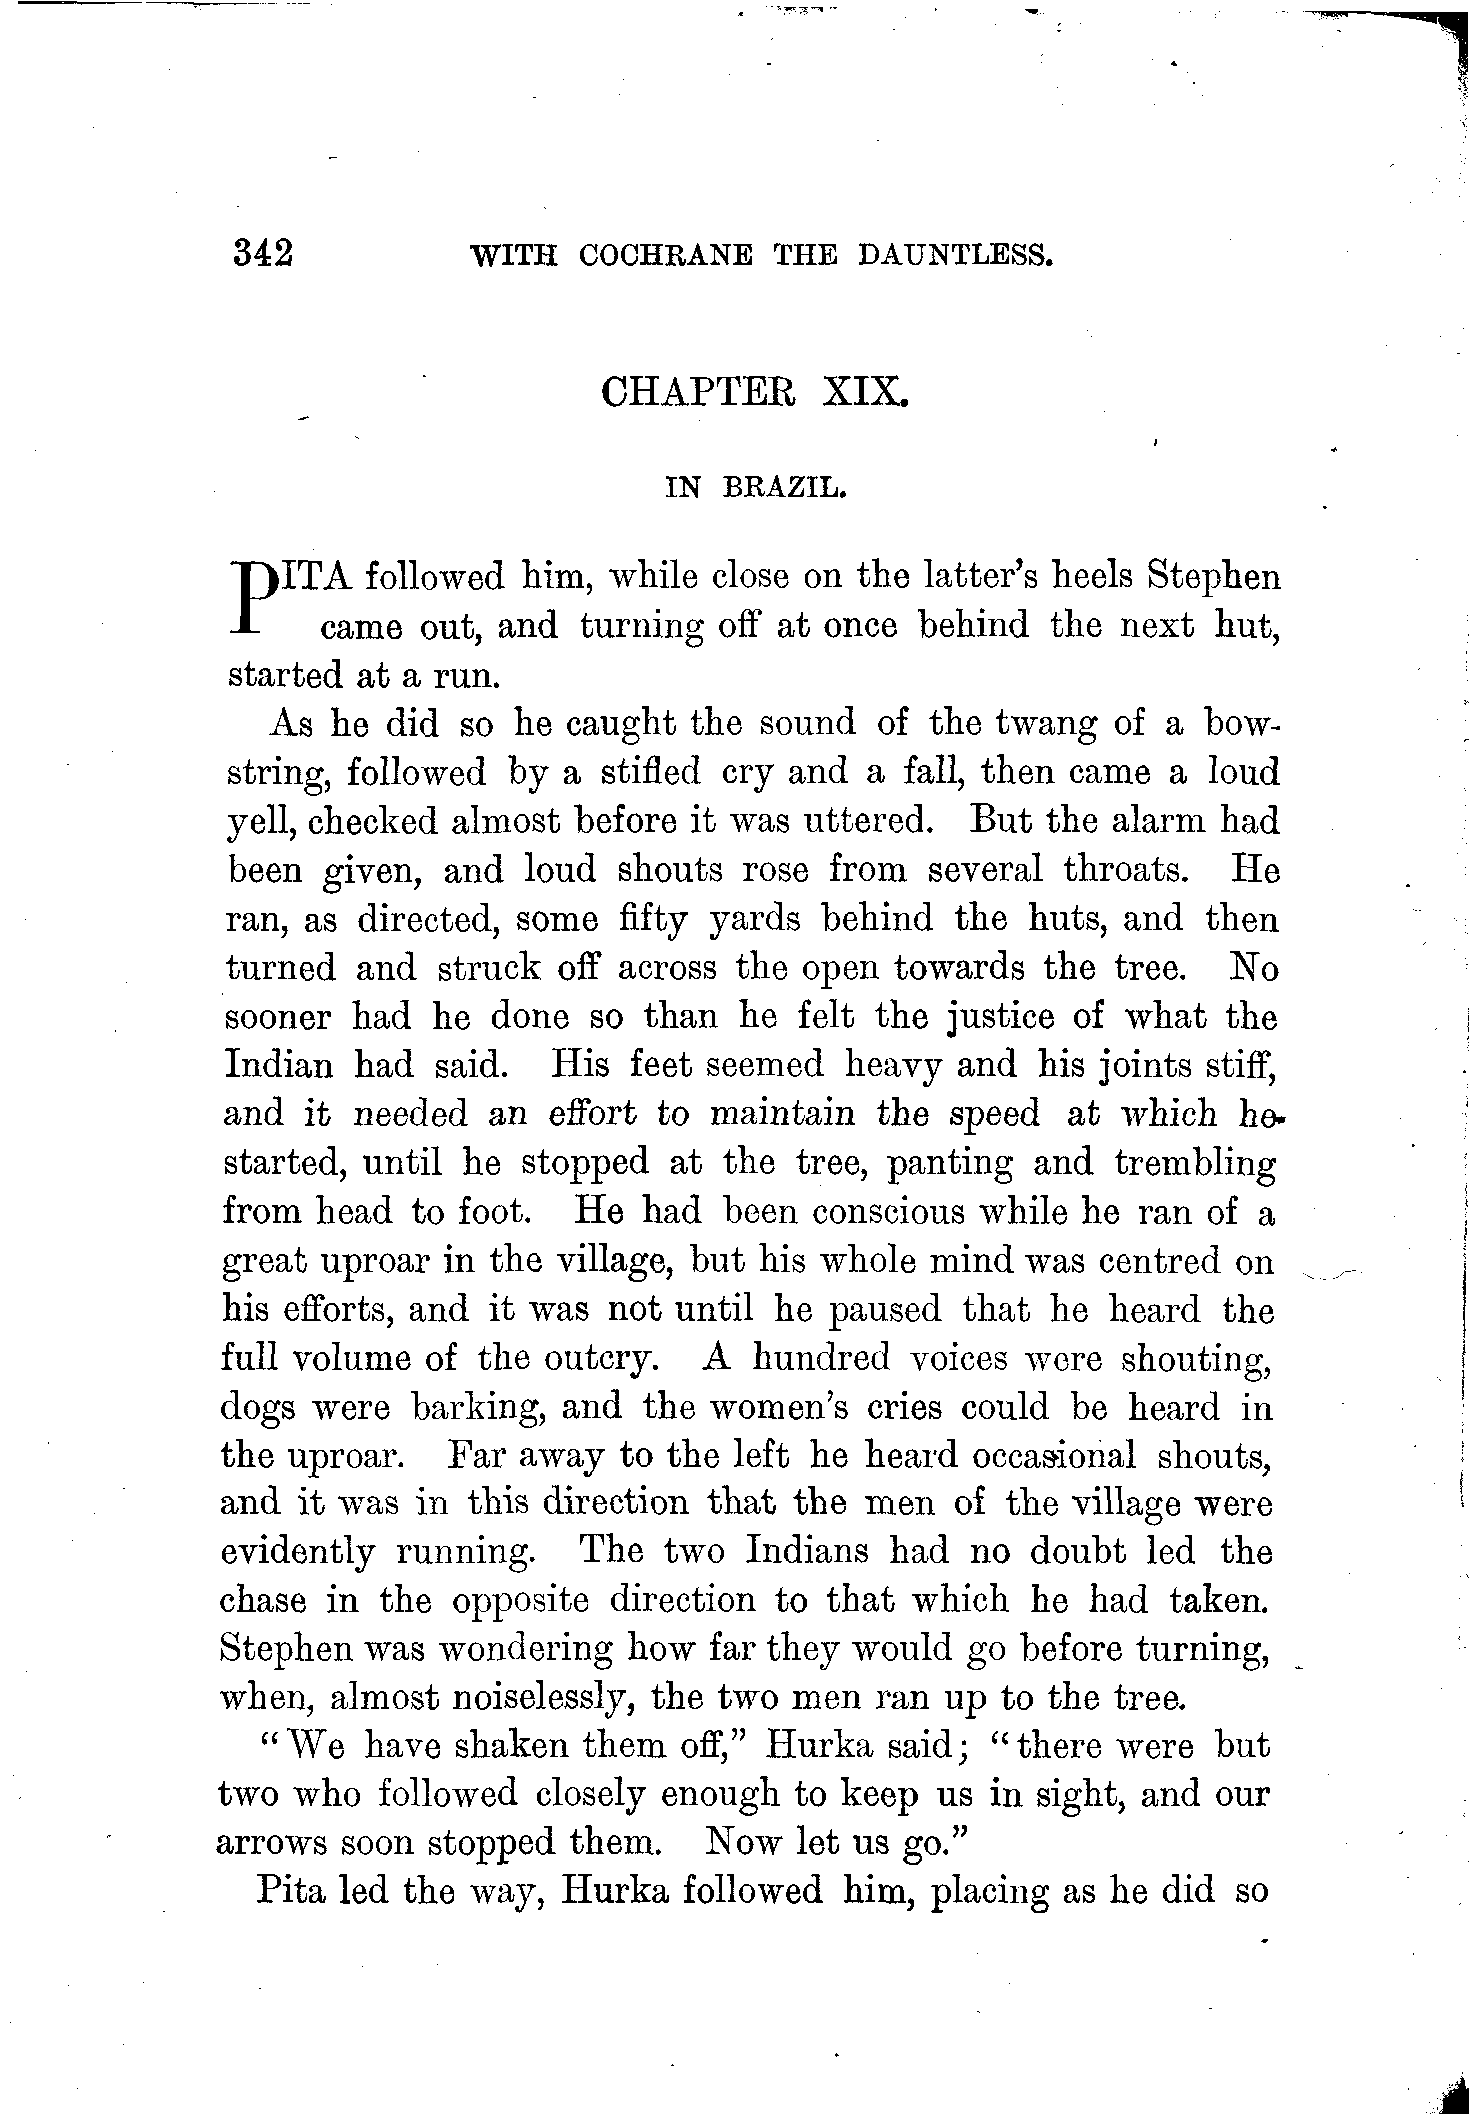 342 WITH COCHRANE THE DAUNTLESS.
CHAPTER XIX.
IN BRAZIL.
PITA followed him, while close on the latter's heels Stephen
came out, and turning off at once behind the next hut,
started at a run.
As he did so he caught the sound of the twang of a bow-
string, followed by a stifled cry and a fall, then came a loud
yell, checked almost before it was uttered. But the alarm had
been given, and loud shouts rose from several throats. He
ran, as directed, some fifty yards behind the huts, and then
turned and struck off across the open towards the tree. No
sooner had he done so than he felt the justice of what the
Indian had said. His feet seemed heavy and his joints stiff,
and it needed an effort to maintain the speed at which he
started, until he stopped at the tree, panting and trembling
from head to foot. He had been conscious while he ran of a
great uproar in the village, but his whole mind was centred on
his efforts, and it was not until he paused that he heard the
full volume of the outcry. A hundred voices were shouting,
dogs were barking, and the women's cries could be heard in
the uproar. Far away to the left he heard occasional shouts,
and it was in this direction that the men of the village were
evidently running. The two Indians had no doubt led the
chase in the opposite direction to that which he had taken.
Stephen was wondering how far they would go before turning,
when, almost noiselessly, the two men ran up to the tree.
"We have shaken them off," Hurka said; "there were but
two who followed closely enough to keep us in sight, and our
arrows soon stopped them. Now let us go."
Pita led the way, Hurka followed him, placing as he did so